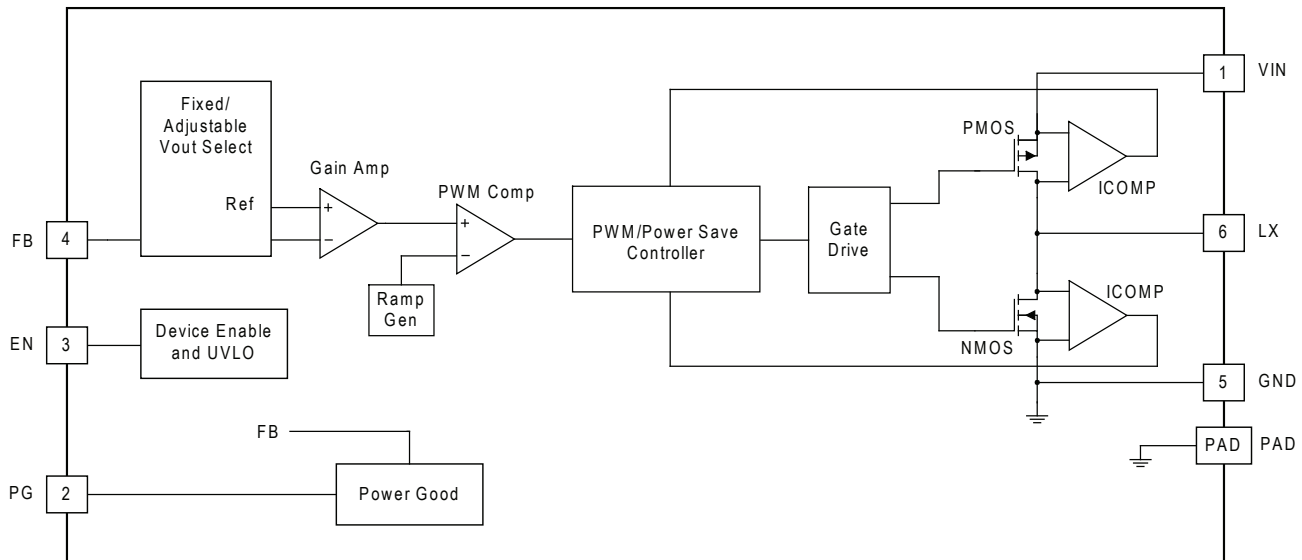 1
VIN
Fixed/
Adjustable
Vout Select
PMOS
Gain Amp
PWM Comp
ICOMP
Ref
+
−
+
−
FB
4
PWM/Power Save
Controller
Gate
Drive
6
LX
Ramp
Gen
ICOMP
EN
3
Device Enable
and UVLO
NMOS
5
GND
FB
PAD
PAD
PG
2
Power Good